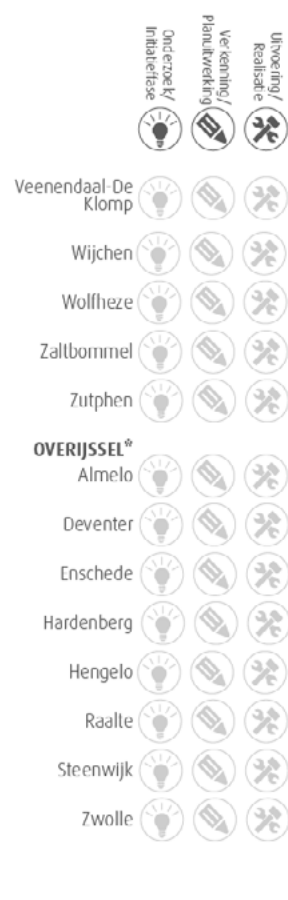 Onderzoek/
Initiatieffase
Verkenning/
Planuitwerking
Uitvoering/
Realisatie
Veenendaal-De
Klomp
Wijchen
Wolfheze
Zaltbommel
Zutphen
OVERIJSSEL*
Almelo
Deventer
Enschede
Hardenberg
Hengelo
Raalte
Steenwijk
Zwolle